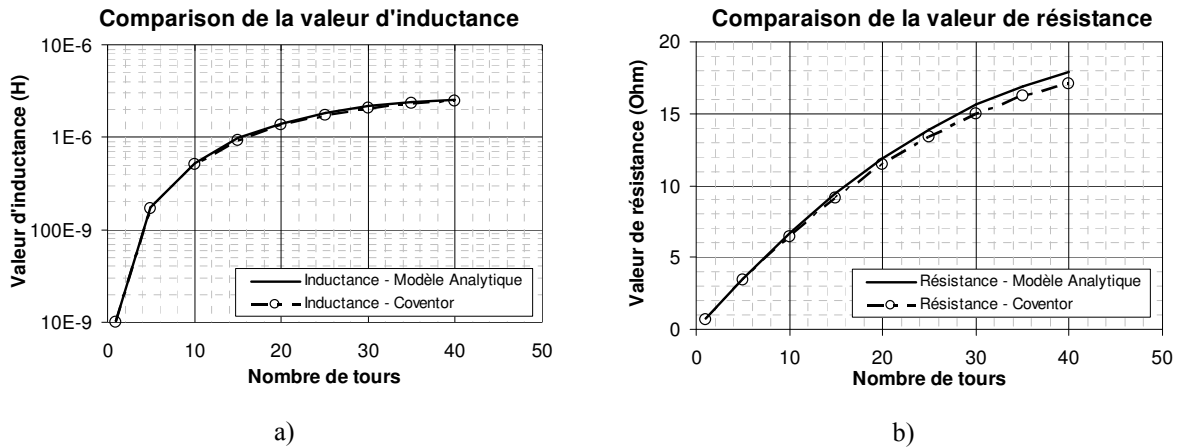 Comparison de la valeur d'inductance
10E-6
1E-6
100E-9
10E-9
Valeur d'inductance (H)
Inductance - Modèle Analytique
Inductance - Coventor
0 10 20 30 40 50
Nombre de tours
a)
Comparaison de la valeur de résistance
20
15
10
5
0
Valeur de résistance (Ohm)
Résistance - Modèle Analytique
Résistance - Coventor
0 10 20 30 40 50
Nombre de tours
b)